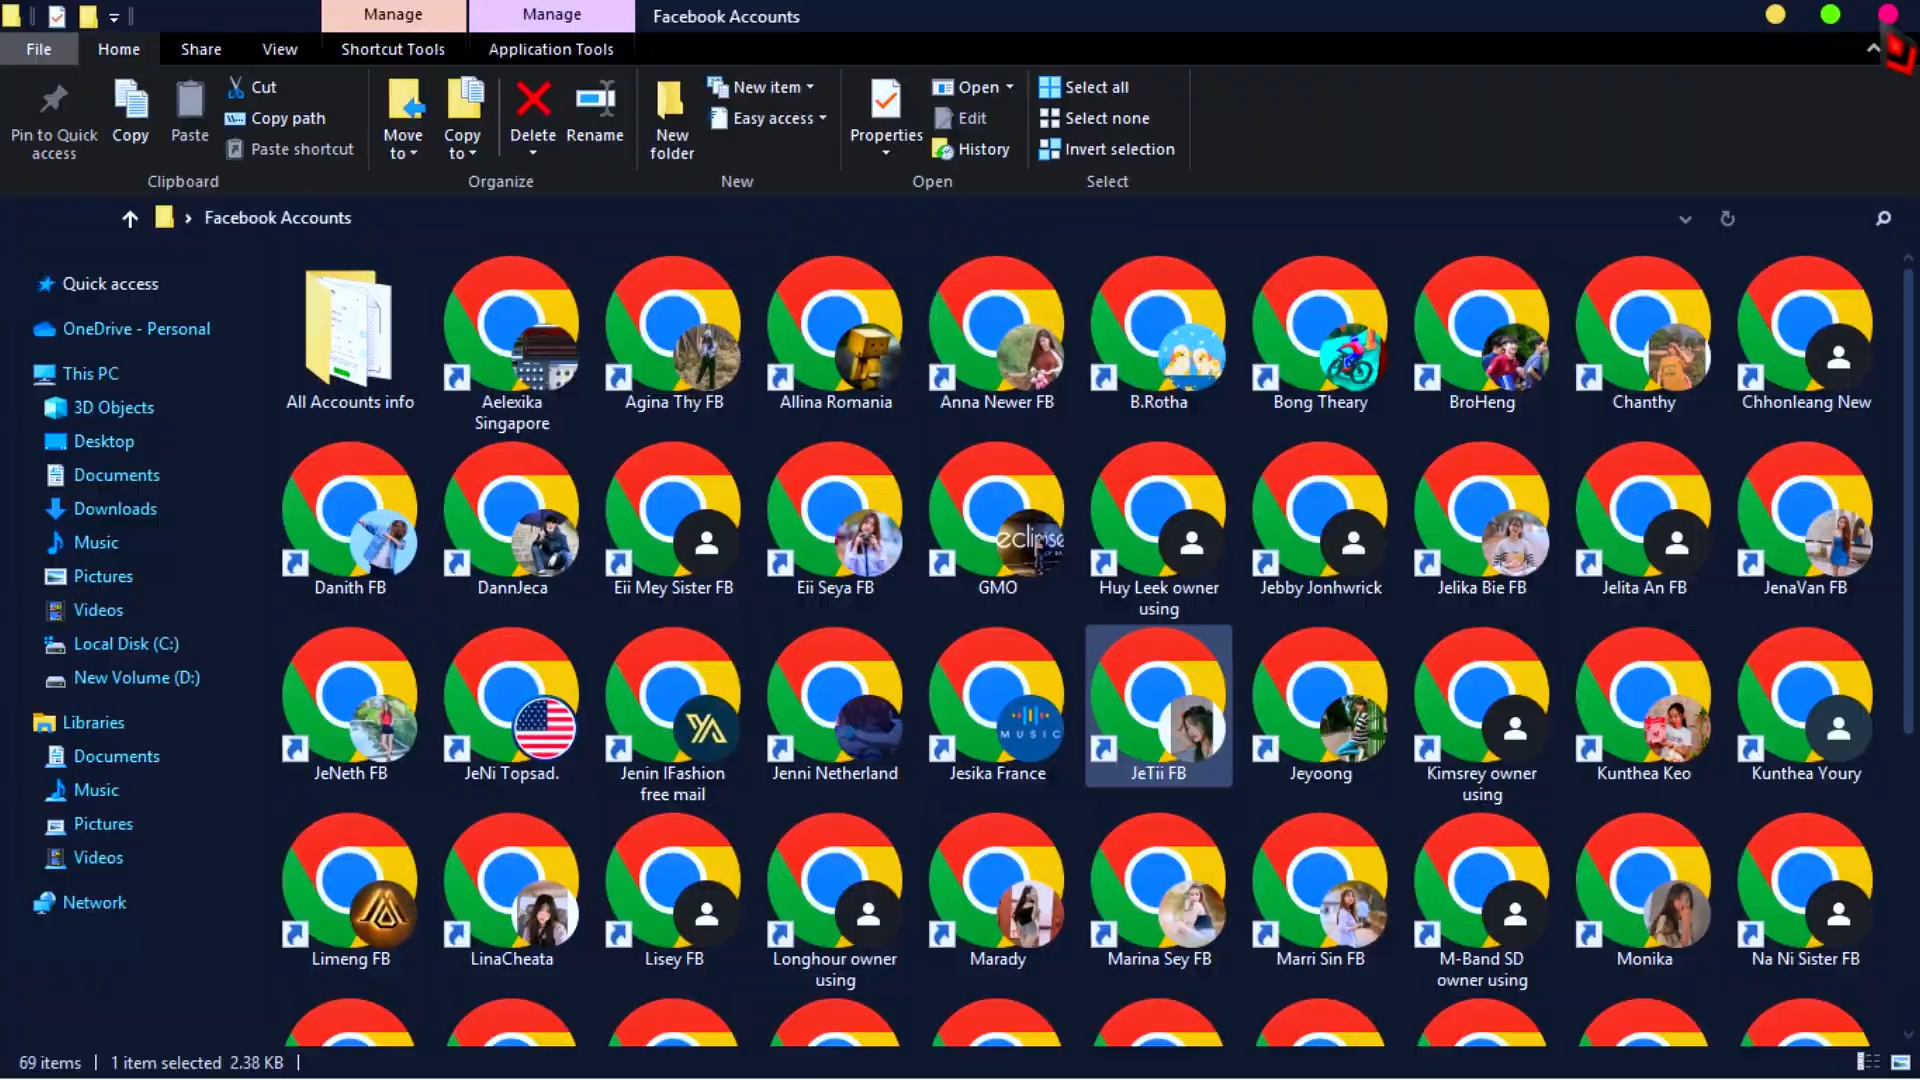 Manage
Manage
Facebook Accounts
File
Home
Share
View
Shortcut Tools
Application Tools
Pin to Quick access
Copy
Paste
Cut
Copy path
Paste shortcut
Clipboard
Move to
Copy to
Delete
Rename
Organize
New folder
New item
Easy access
New
Properties
Open
Edit
History
Open
Select all
Select none
Invert selection
Select
Facebook Accounts
Quick access
OneDrive - Personal
This PC
3D Objects
Desktop
Documents
Downloads
Music
Pictures
Videos
Local Disk (C:)
New Volume (D:)
Libraries
Documents
Music
Pictures
Videos
Network
All Accounts info
Aelexika Singapore
Agina Thy FB
Allina Romania
Anna Newer FB
B.Rotha
Bong Theary
BroHeng
Chanthy
Chhonleang New
Danith FB
DannJeca
Eii Mey Sister FB
Eii Seya FB
eclipse
GMO
Huy Leek owner using
Jebby Jonhwrick
Jelika Bie FB
Jelita An FB
JenaVan FB
JeNeth FB
JeNi Topsad.
Jenin IFashion free mail
Jenni Netherland
MUSIC
Jesika France
JeTii FB
Jeyoong
Kimsrey owner using
Kunthea Keo
Kunthea Youry
Limeng FB
LinaCheata
Lisey FB
Longhour owner using
Marady
Marina Sey FB
Marri Sin FB
M-Band SD owner using
Monika
Na Ni Sister FB
69 items
1 item selected 2.38 KB